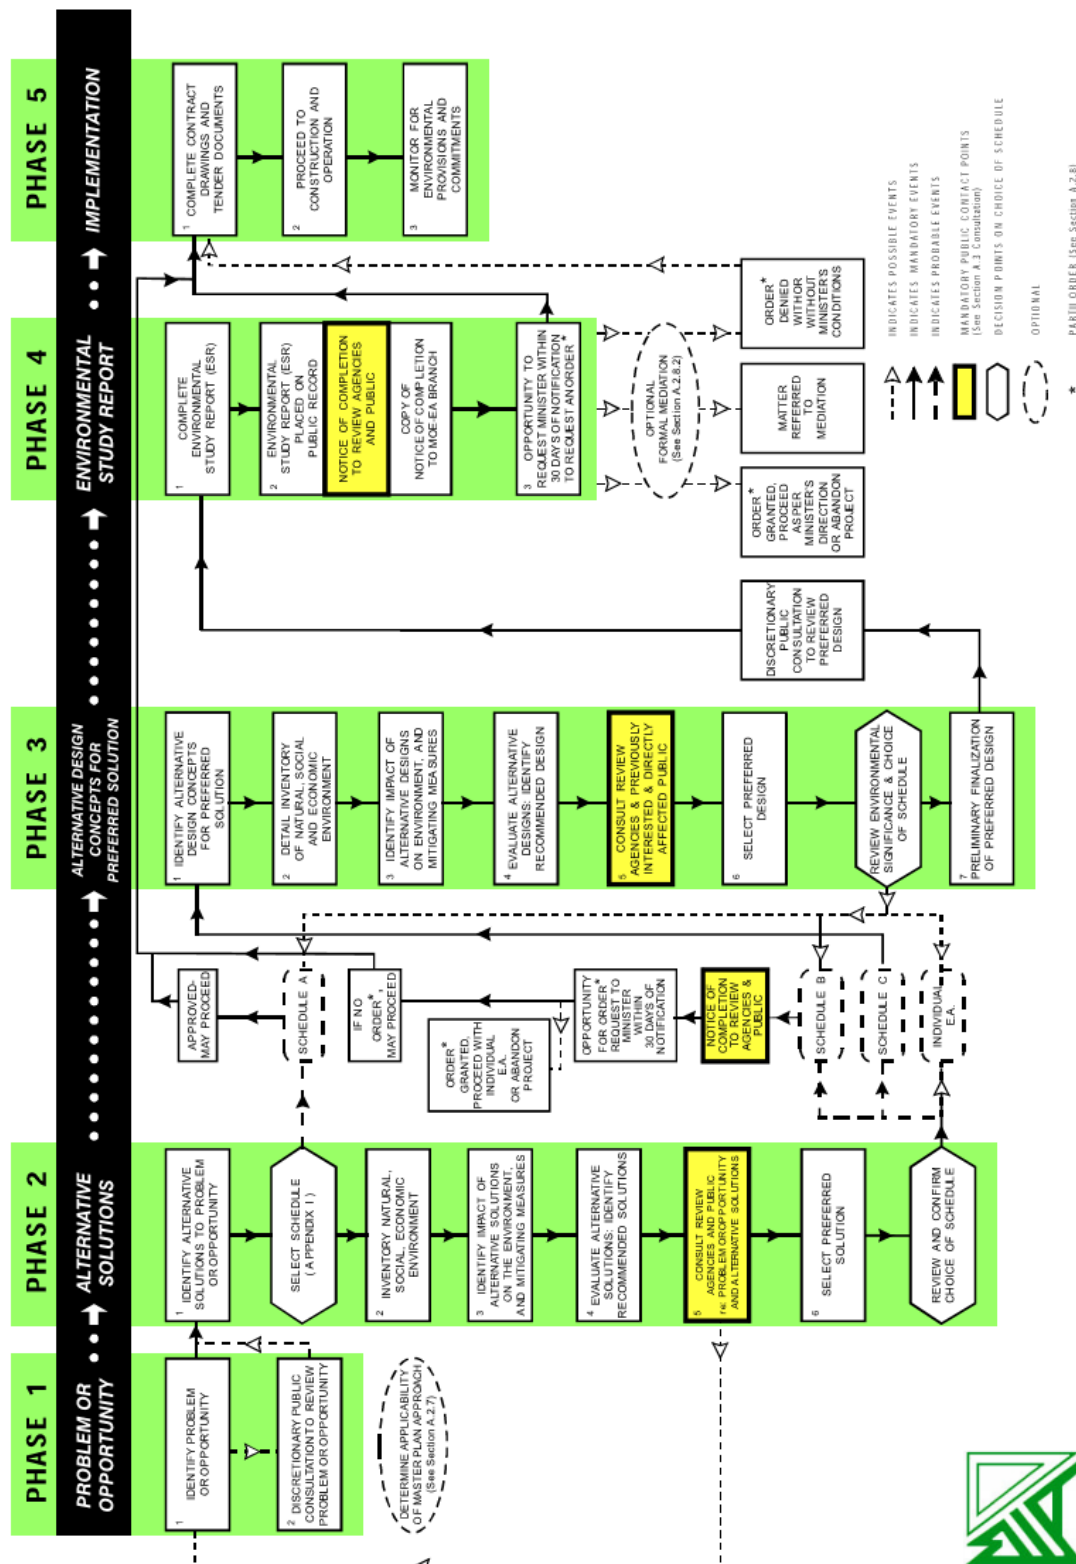 PHASE 1
PROBLEM OR
OPPORTUNITY
1
IDENTIFY PROBLEM
OR OPPORTUNITY
2
DISCRETIONARY PUBLIC
CONSULTATION TO REVIEW
PROBLEM OR OPPORTUNITY
DETERMINE APPLICABILITY
OF MASTER PLAN APPROACH
(See Section A.2.7)
PHASE 2
ALTERNATIVE
SOLUTIONS
1
IDENTIFY ALTERNATIVE
SOLUTIONS TO PROBLEM
OR OPPORTUNITY
SELECT SCHEDULE
(APPENDIX I)
2
INVENTORY NATURAL,
SOCIAL, ECONOMIC
ENVIRONMENT
3
IDENTIFY IMPACT OF
ALTERNATIVE SOLUTIONS
ON THE ENVIRONMENT,
AND MITIGATING MEASURES
4
EVALUATE ALTERNATIVE
SOLUTIONS: IDENTIFY
RECOMMENDED SOLUTIONS
5
CONSULT REVIEW
AGENCIES AND PUBLIC
re: PROBLEM OR OPPORTUNITY
AND ALTERNATIVE SOLUTIONS
6
SELECT PREFERRED
SOLUTION
REVIEW AND CONFIRM
CHOICE OF SCHEDULE
APPROVED-
MAY PROCEED
SCHEDULE A
IF NO
ORDER*,
MAY PROCEED
ORDER*
GRANTED,
PROCEED WITH
INDIVIDUAL
E.A.
OR ABANDON
PROJECT
OPPORTUNITY
FOR ORDER*
REQUEST TO
MINISTER
WITHIN
30 DAYS OF
NOTIFICATION
NOTICE OF
COMPLETION
TO REVIEW
AGENCIES &
PUBLIC
SCHEDULE B
SCHEDULE C
INDIVIDUAL
E.A.
PHASE 3
ALTERNATIVE DESIGN
CONCEPTS FOR
PREFERRED SOLUTION
1
IDENTIFY ALTERNATIVE
DESIGN CONCEPTS
FOR PREFERRED
SOLUTION
2
DETAIL INVENTORY
OF NATURAL, SOCIAL
AND ECONOMIC
ENVIRONMENT
3
IDENTIFY IMPACT OF
ALTERNATIVE DESIGNS
ON ENVIRONMENT, AND
MITIGATING MEASURES
4
EVALUATE ALTERNATIVE
DESIGNS: IDENTIFY
RECOMMENDED DESIGN
5
CONSULT REVIEW
AGENCIES & PREVIOUSLY
INTERESTED & DIRECTLY
AFFECTED PUBLIC
6
SELECT PREFERRED
DESIGN
REVIEW ENVIRONMENTAL
SIGNIFICANCE & CHOICE
OF SCHEDULE
7
PRELIMINARY FINALIZATION
OF PREFERRED DESIGN
DISCRETIONARY
PUBLIC
CONSULTATION
TO REVIEW
PREFERRED
DESIGN
PHASE 4
ENVIRONMENTAL
STUDY REPORT
1
COMPLETE
ENVIRONMENTAL
STUDY REPORT (ESR)
2
ENVIRONMENTAL
STUDY REPORT (ESR)
PLACED ON
PUBLIC RECORD
NOTICE OF COMPLETION
TO REVIEW AGENCIES
AND PUBLIC
COPY OF
NOTICE OF COMPLETION
TO MOE-EA BRANCH
3
OPPORTUNITY TO
REQUEST MINISTER WITHIN
30 DAYS OF NOTIFICATION
TO REQUEST AN ORDER*
OPTIONAL
FORMAL MEDIATION
(See Section A.2.8.2)
ORDER*
GRANTED,
PROCEED
AS PER
MINISTER'S
DIRECTION
OR ABANDON
PROJECT
MATTER
REFERRED
TO
MEDIATION
ORDER*
DENIED
WITH OR
WITHOUT
MINISTER'S
CONDITIONS
PHASE 5
IMPLEMENTATION
1
COMPLETE CONTRACT
DRAWINGS AND
TENDER DOCUMENTS
2
PROCEED TO
CONSTRUCTION AND
OPERATION
3
MONITOR FOR
ENVIRONMENTAL
PROVISIONS AND
COMMITMENTS
INDICATES POSSIBLE EVENTS
INDICATES MANDATORY EVENTS
INDICATES PROBABLE EVENTS
MANDATORY PUBLIC CONTACT POINTS
(See Section A.3 Consultation)
DECISION POINTS ON CHOICE OF SCHEDULE
OPTIONAL
* PART II ORDER (See Section A.2.8)